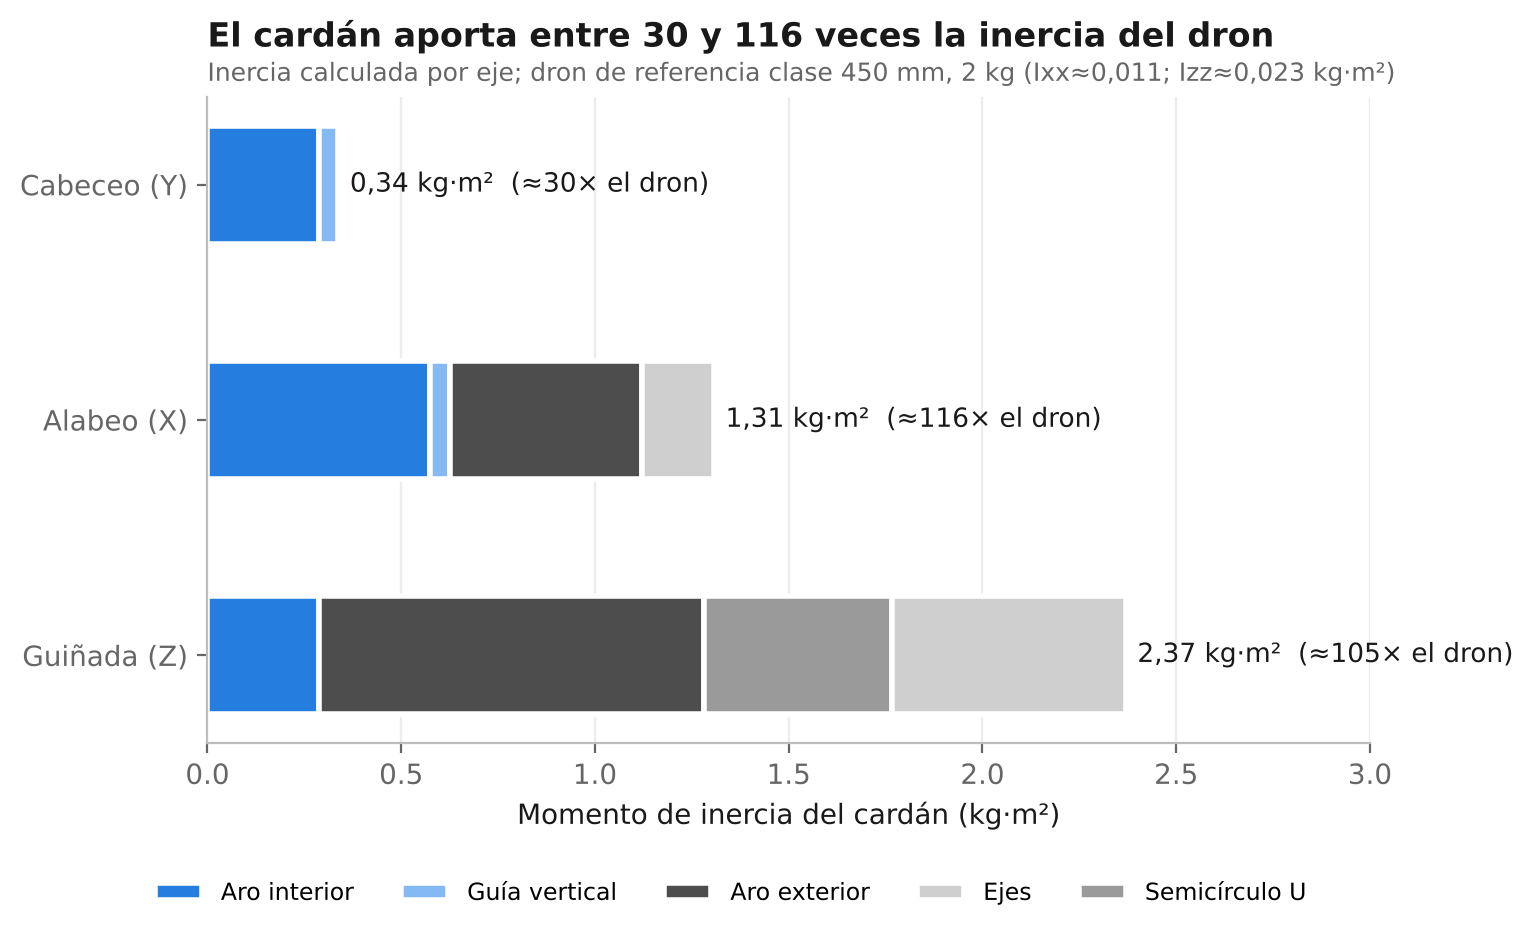 El cardán aporta entre 30 y 116 veces la inercia del dron
Inercia calculada por eje; dron de referencia clase 450 mm, 2 kg (Ixx≈0,011; Izz≈0,023 kg·m²)
Cabeceo (Y)
0,34 kg·m²  (≈30× el dron)
Alabeo (X)
1,31 kg·m²  (≈116× el dron)
Guiñada (Z)
2,37 kg·m²  (≈105× el dron)
0.0 0.5 1.0 1.5 2.0 2.5 3.0
Momento de inercia del cardán (kg·m²)
Aro interior Guía vertical Aro exterior Ejes Semicírculo U